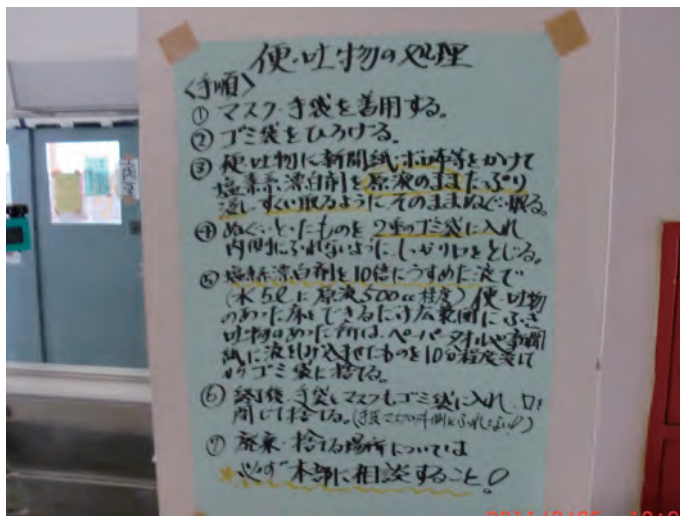 便・吐物の処理
〈手順〉
① マスク・手袋を着用する。
② ゴミ袋をひろげる。
③ 便・吐物に新聞紙・ボロ布等をかけて
塩素系漂白剤を原液のままたっぷり
浸し すくい取るように そのままぬぐい取る。
④ ぬぐいとったものを 2重のゴミ袋に入れ
内側にふれないように、しっかり口をとじる。
⑤ 塩素漂白剤を10倍にうすめた液で
(水5ℓに原液500cc程度) 便・吐物
のあった床をできるだけ広範囲にふき
吐物のあった所は、ペーパータオルや新聞
紙に液をしみ込ませたものを10分程度置いて
からゴミ袋に捨てる。
⑥ 終了後、手袋、マスクもゴミ袋に入れ 口を
閉じて捨てる。
⑦ 廃棄・捨てる場所については
※必ず本部に相談すること!